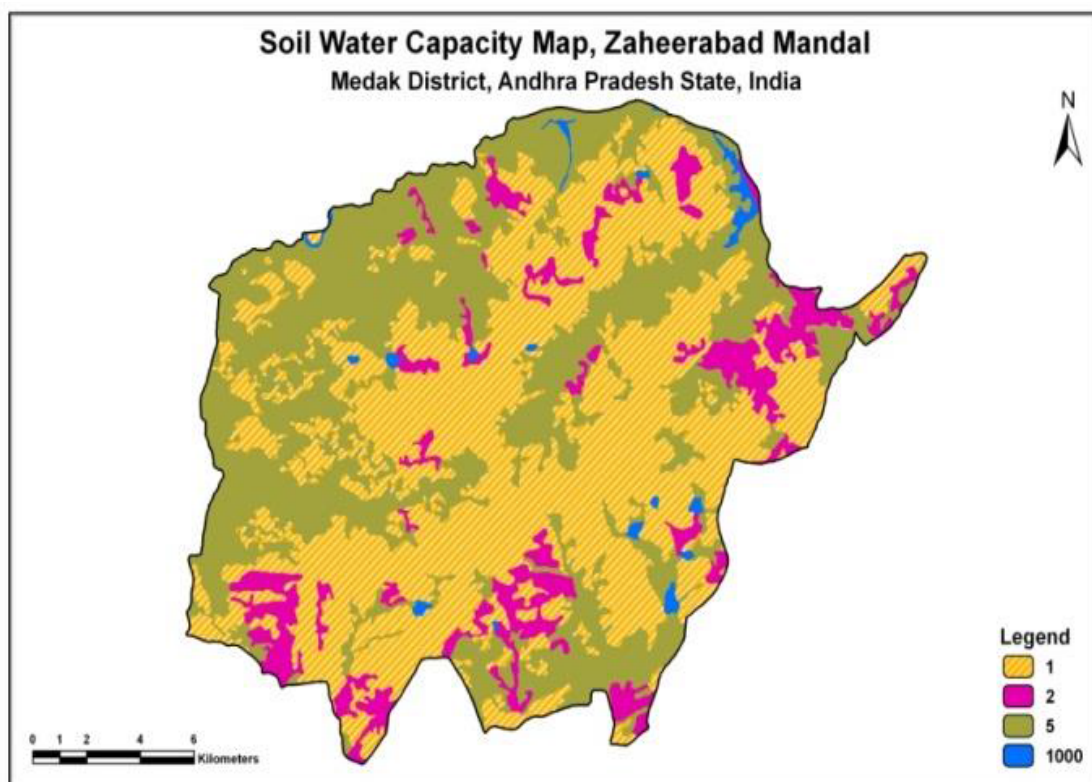 Soil Water Capacity Map, Zaheerabad Mandal
Medak District, Andhra Pradesh State, India
N
Legend
1
2
5
1000
0 1 2 4 6
Kilometers